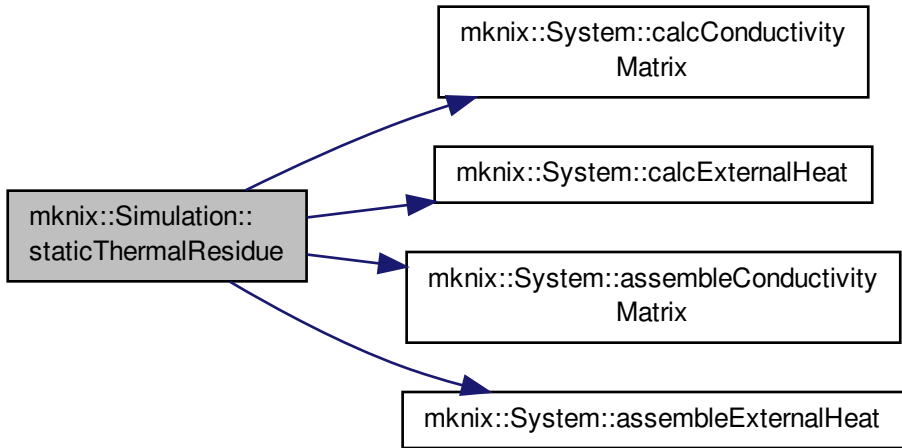 mknix::System::calcConductivity
Matrix
mknix::System::calcExternalHeat
mknix::Simulation::
staticThermalResidue
mknix::System::assembleConductivity
Matrix
mknix::System::assembleExternalHeat